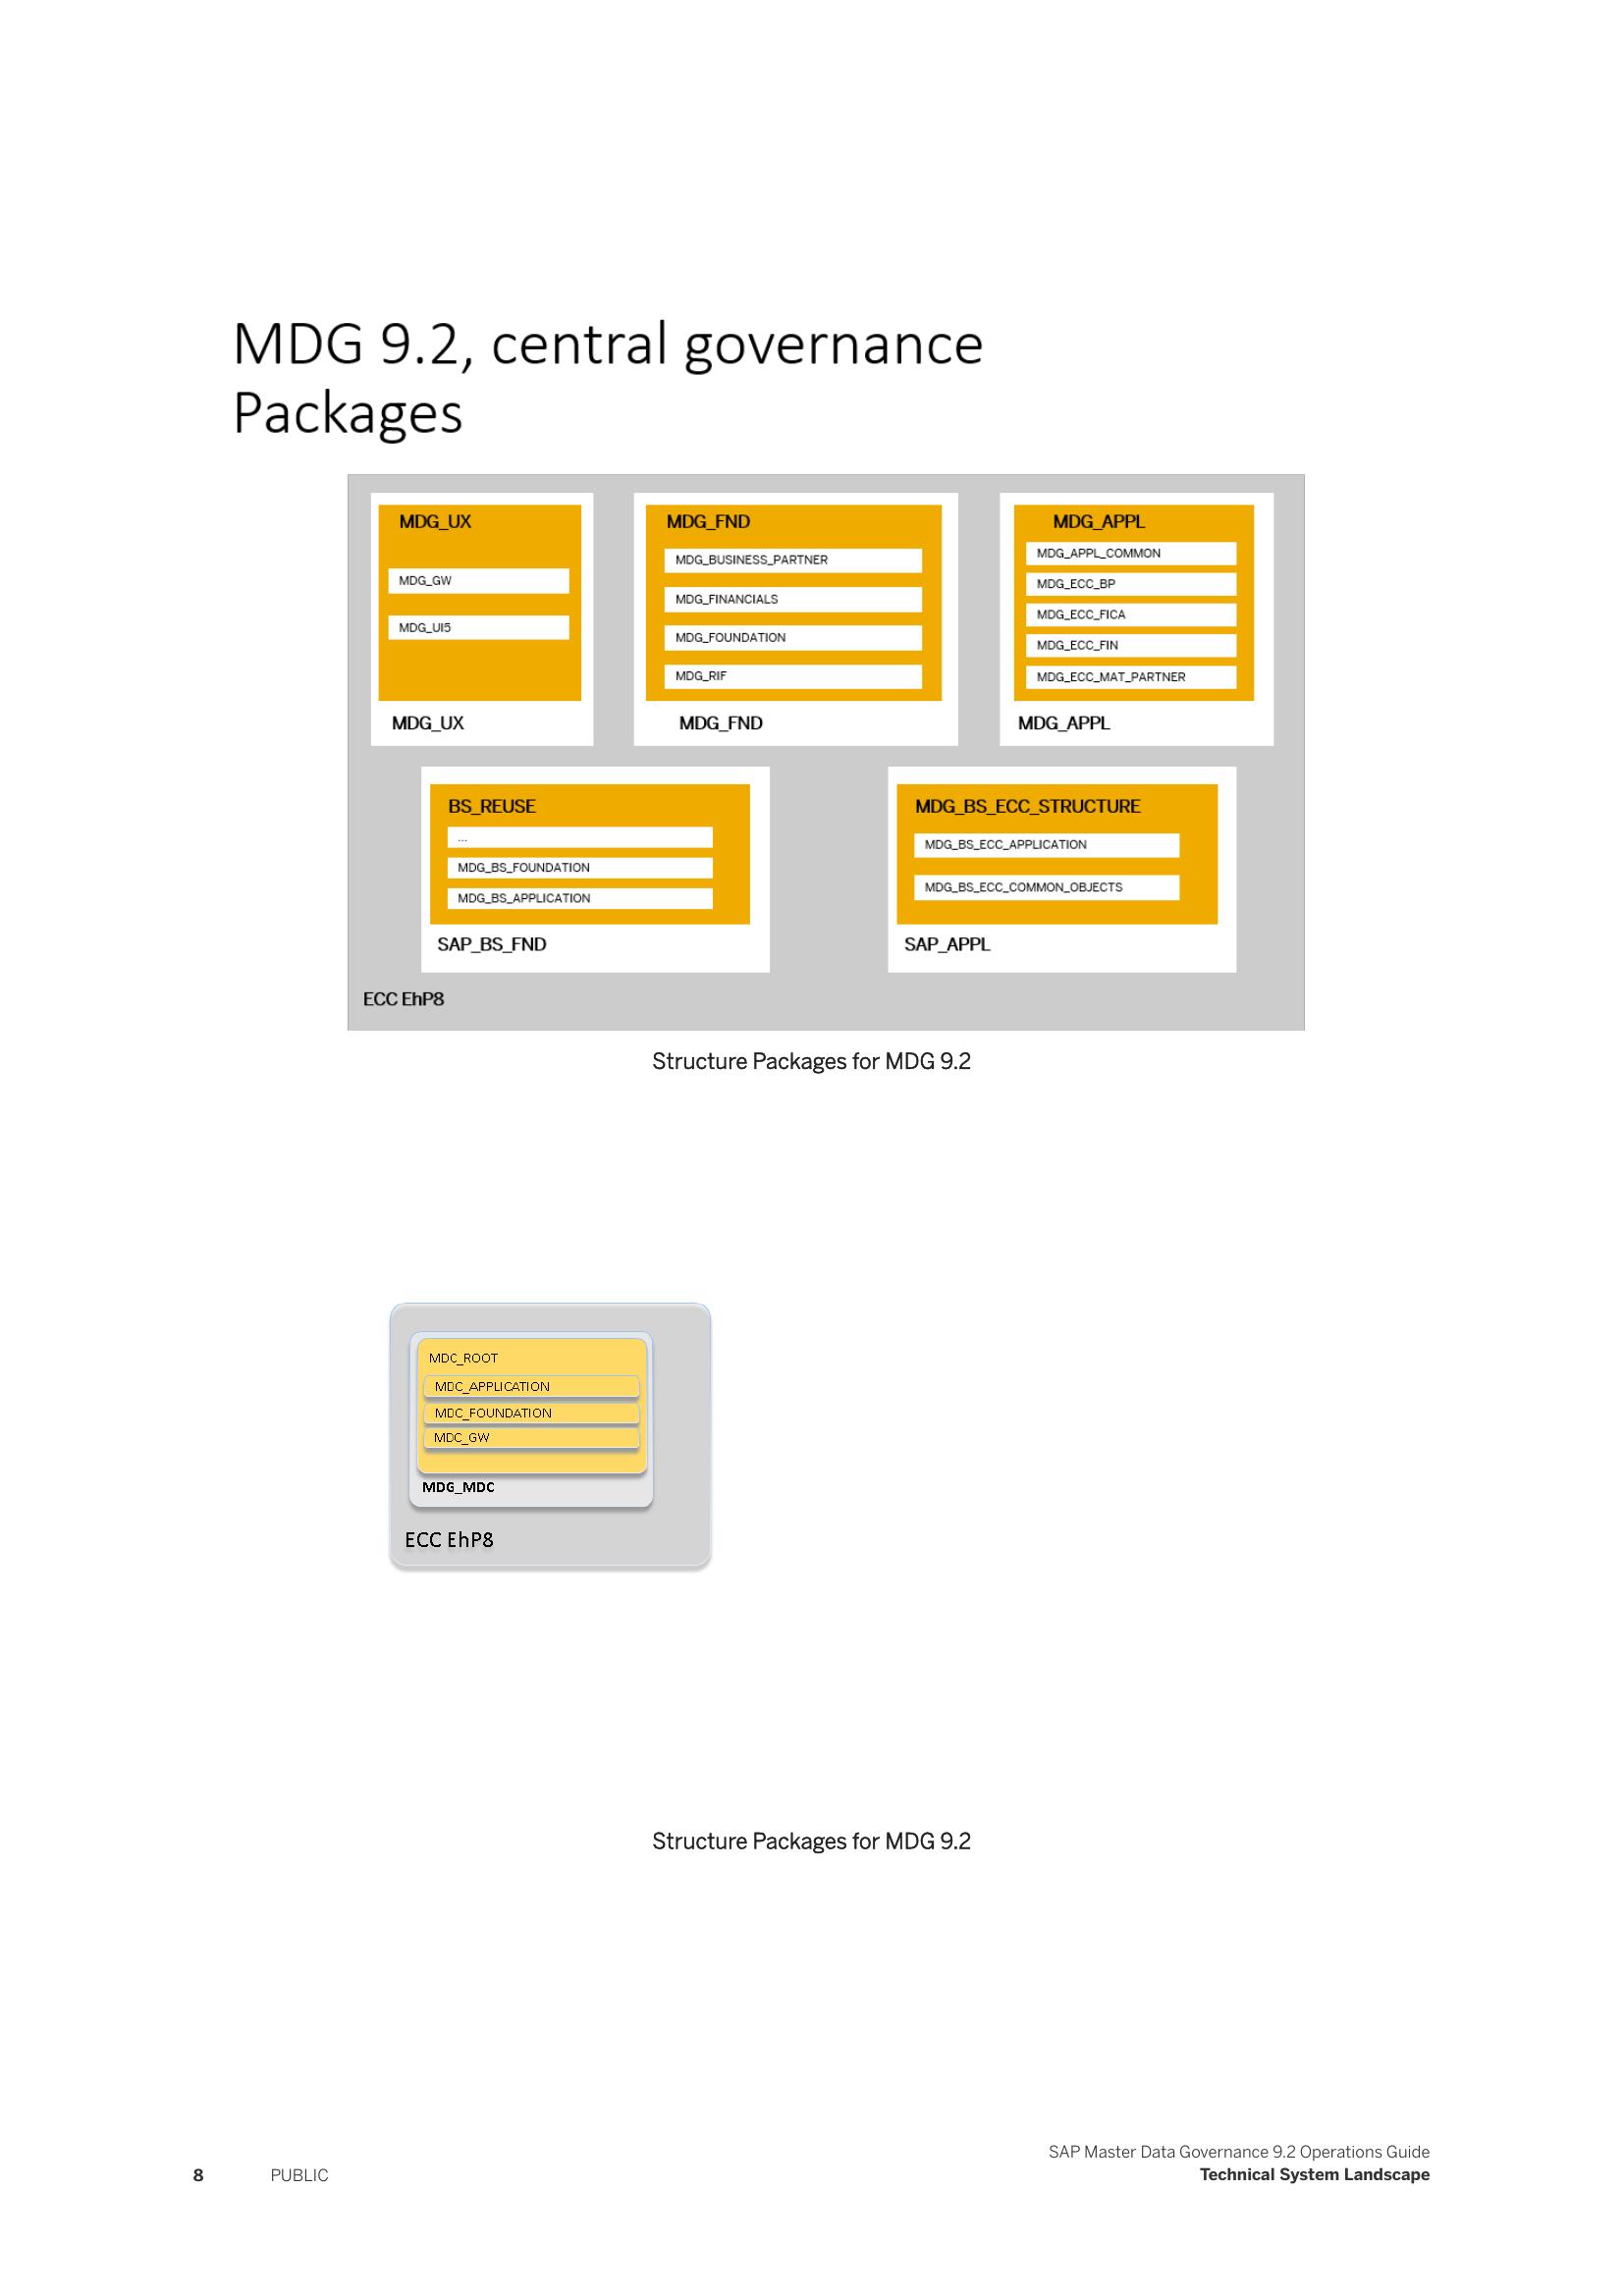 MDG 9.2, central governance
Packages
MDG_UX
MDG_GW
MDG_UI5
MDG_UX
MDG_FND
MDG_BUSINESS_PARTNER
MDG_FINANCIALS
MDG_FOUNDATION
MDG_RIF
MDG_FND
MDG_APPL
MDG_APPL_COMMON
MDG_ECC_BP
MDG_ECC_FICA
MDG_ECC_FIN
MDG_ECC_MAT_PARTNER
MDG_APPL
BS_REUSE
...
MDG_BS_FOUNDATION
MDG_BS_APPLICATION
SAP_BS_FND
MDG_BS_ECC_STRUCTURE
MDG_BS_ECC_APPLICATION
MDG_BS_ECC_COMMON_OBJECTS
SAP_APPL
ECC EhP8
Structure Packages for MDG 9.2
MDC_ROOT
MDC_APPLICATION
MDC_FOUNDATION
MDC_GW
MDG_MDC
ECC EhP8
Structure Packages for MDG 9.2
SAP Master Data Governance 9.2 Operations Guide
8 PUBLIC Technical System Landscape